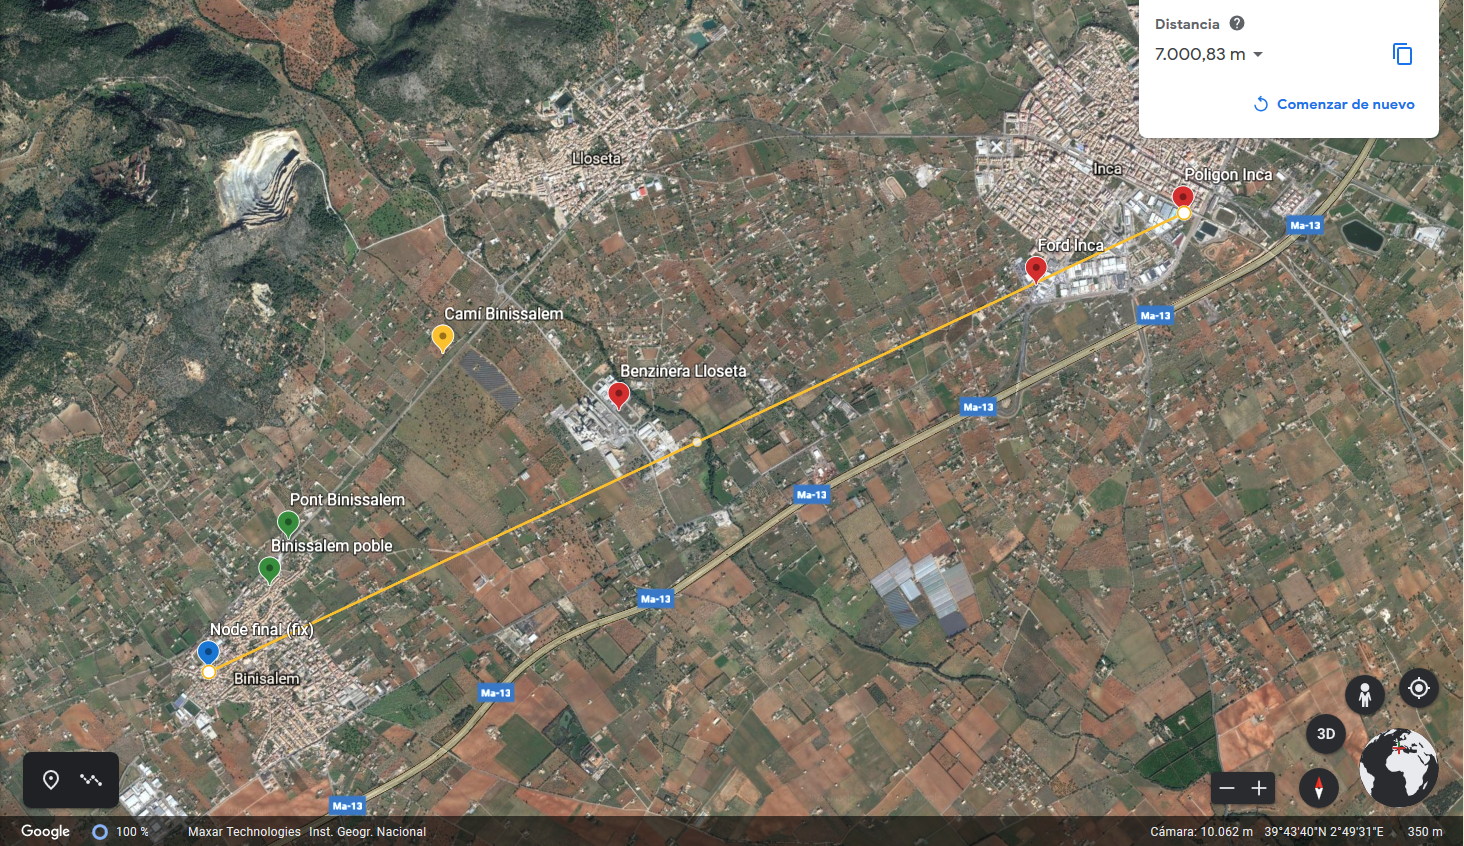 Distancia
7.000,83 m
Comenzar de nuevo
Lloseta
Inca
Poligon Inca
Ma-13
Ford Inca
Ma-13
Camí Binissalem
Benzinera Lloseta
Ma-13
Ma-13
Pont Binissalem
Binissalem poble
Ma-13
Node final (fix)
Binisalem
Ma-13
3D
Ma-13
Google
100 %
Maxar Technologies Inst. Geogr. Nacional
Cámara: 10.062 m 39°43'40"N 2°49'31"E 350 m